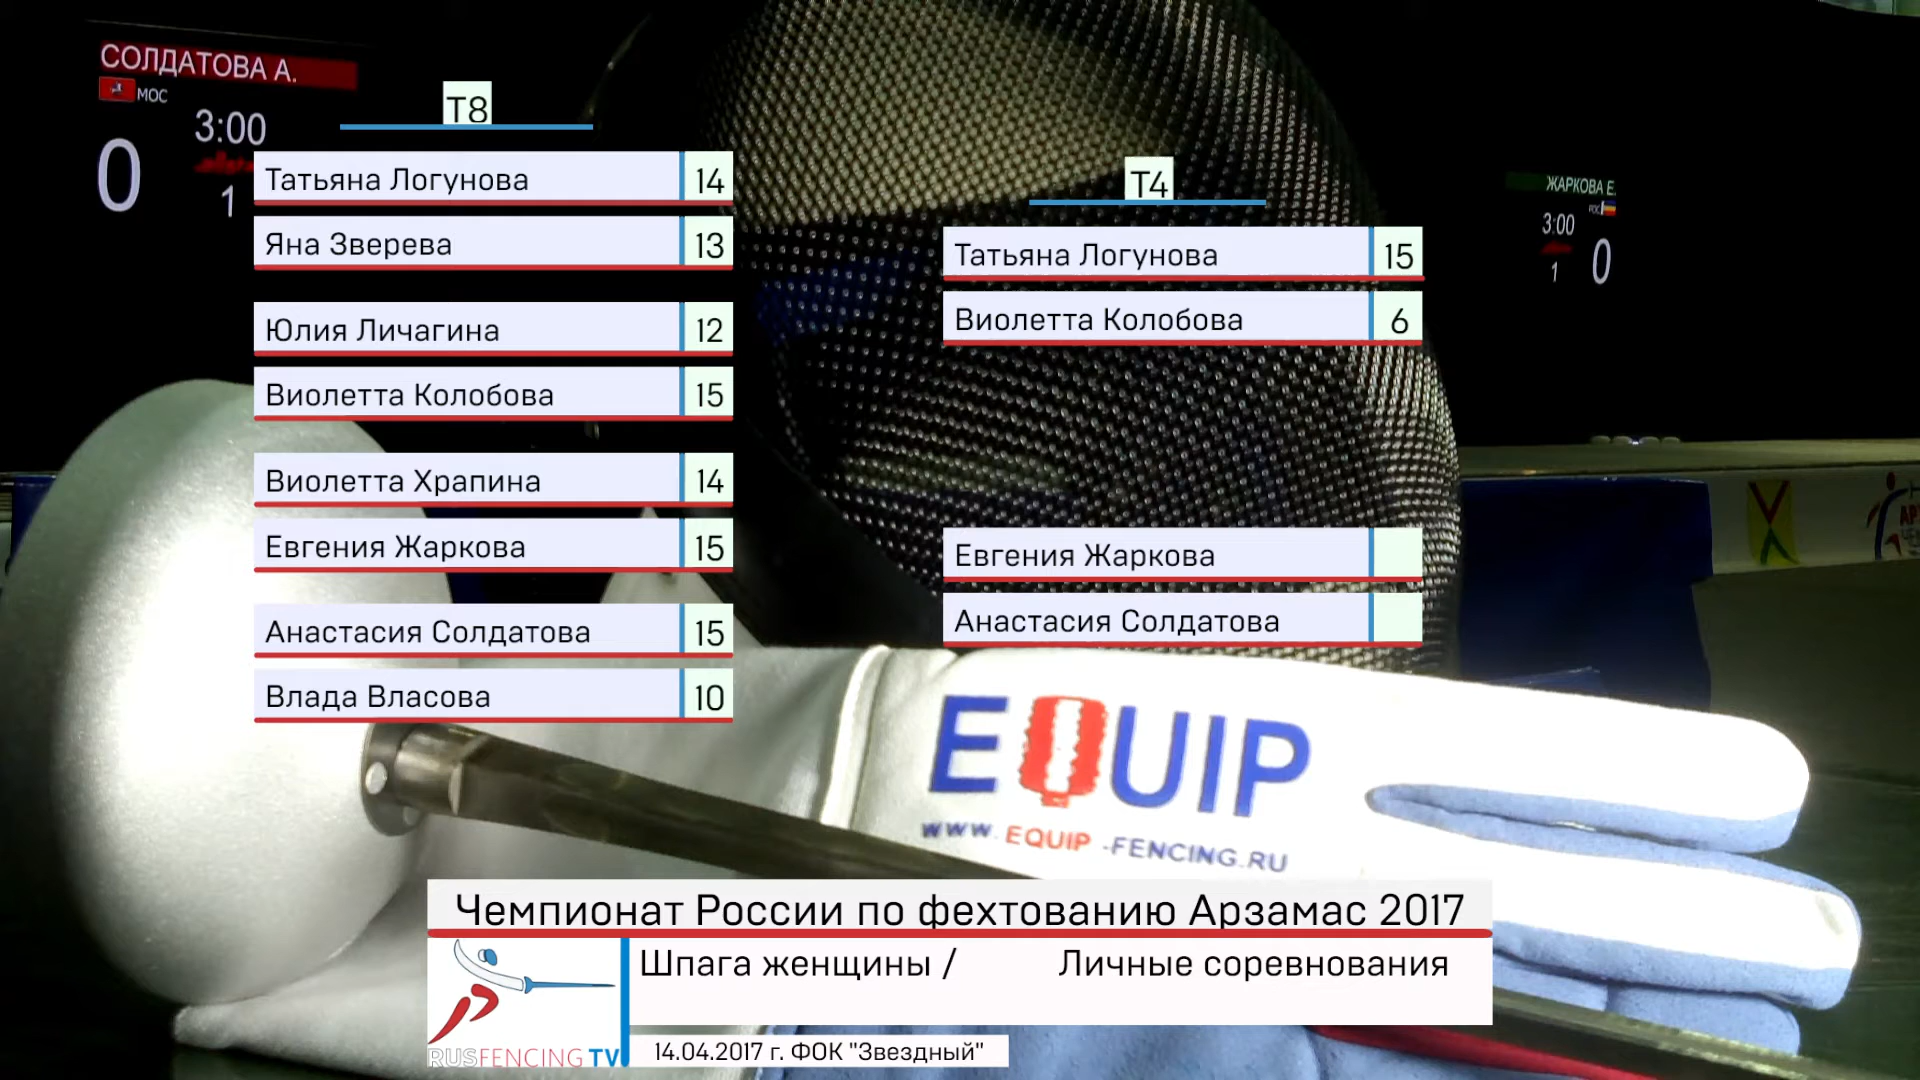 СОЛДАТОВА А.
МОС
3:00
0
1
T8
Татьяна Логунова 14
Яна Зверева 13
Юлия Личагина 12
Виолетта Колобова 15
Виолетта Храпина 14
Евгения Жаркова 15
Анастасия Солдатова 15
Влада Власова 10
T4
Татьяна Логунова 15
Виолетта Колобова 6
Евгения Жаркова
Анастасия Солдатова
ЖАРКОВА Е.
3:00
1
0
EQUIP
WWW.EQUIP-FENCING.RU
Чемпионат России по фехтованию Арзамас 2017
Шпага женщины / Личные соревнования
RUSFENCING TV
14.04.2017 г. ФОК "Звездный"